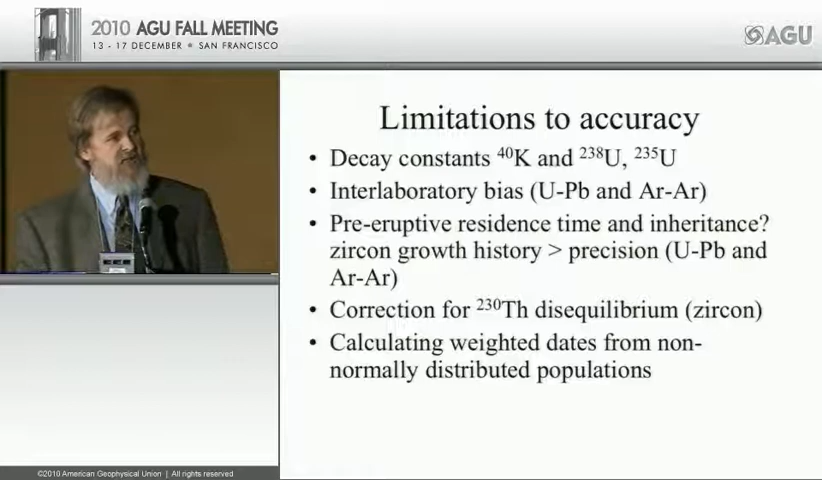 2010 AGU FALL MEETING
13 - 17 DECEMBER ● SAN FRANCISCO
AGU
Limitations to accuracy
• Decay constants ⁴⁰K and ²³⁸U, ²³⁵U
• Interlaboratory bias (U-Pb and Ar-Ar)
• Pre-eruptive residence time and inheritance?
zircon growth history > precision (U-Pb and
Ar-Ar)
• Correction for ²³⁰Th disequilibrium (zircon)
• Calculating weighted dates from non-
normally distributed populations
©2010 American Geophysical Union | All rights reserved